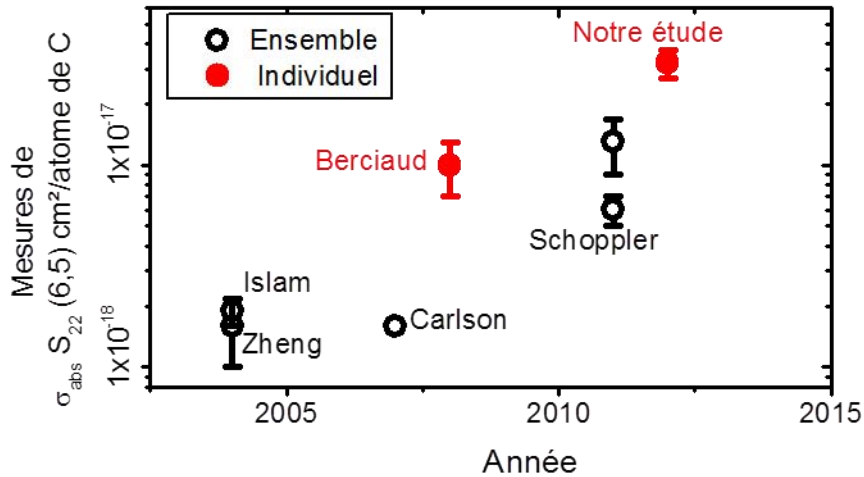 Ensemble
Individuel
Notre étude
Berciaud
Schoppler
Islam
Zheng
Carlson
1x10⁻¹⁷
1x10⁻¹⁸
Mesures de
σabs S₂₂ (6,5) cm²/atome de C
2005
2010
2015
Année